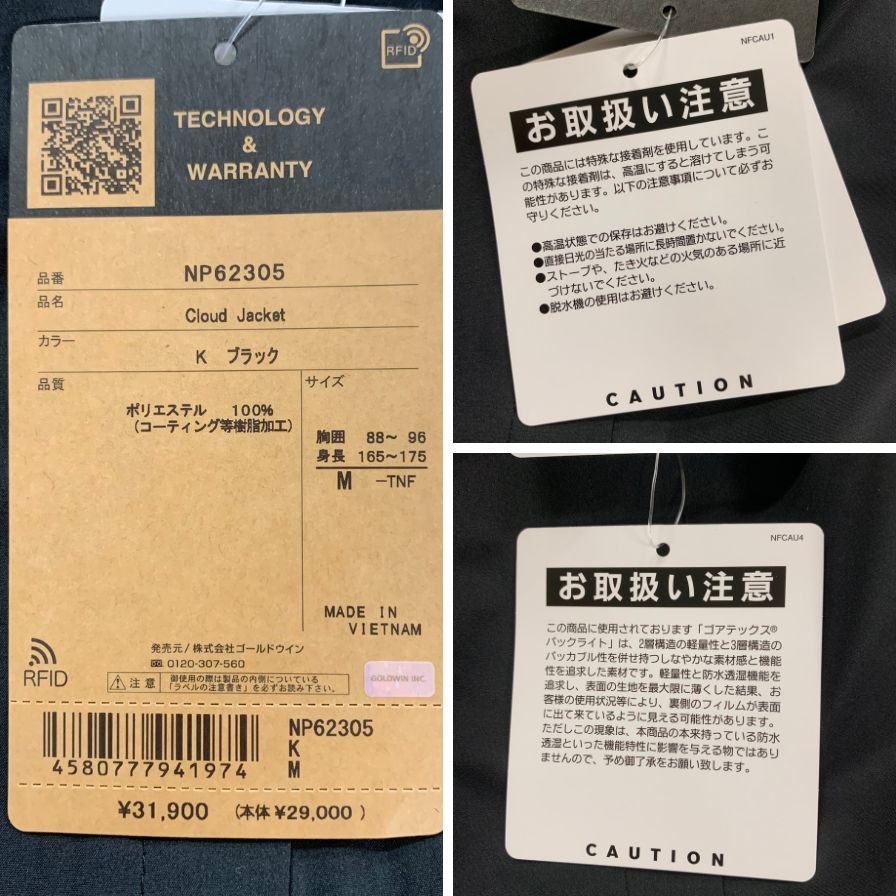 RFID
TECHNOLOGY
&
WARRANTY
品番 NP62305
品名
Cloud Jacket
カラー
K ブラック
品質
サイズ
ポリエステル 100%
(コーティング等樹脂加工)
胸囲 88～ 96
身長 165～175
M -TNF
MADE IN
VIETNAM
発売元/株式会社ゴールドウイン
0120-307-560
RFID
注意
御使用の際は製品の内側についている
「ラベルの注意書き」を必ずお読み下さい。
GOLDWIN INC.
NP62305
K
M
4580777941974
¥31,900 (本体 ¥29,000 )
NFCAU1
お取扱い注意
この商品には特殊な接着剤を使用しています。こ
の特殊な接着剤は、高温にすると溶けてしまう可
能性があります。以下の注意事項について必ずお
守りください。
●高温状態での保存はお避けください。
●直接日光の当たる場所に長時間置かないでください。
●ストーブや、たき火などの火気のある場所に近
づけないでください。
●脱水機の使用はお避けください。
CAUTION
NFCAU4
お取扱い注意
この商品に使用されております「ゴアテックス®
パックライト」は、2層構造の軽量性と3層構造の
パッカブル性を併せ持つしなやかな素材感と機能
性を追求した素材です。軽量性と防水透湿機能を
追求し、表面の生地を最大限に薄くした結果、お
客様の使用状況等により、裏側のフィルムが表面
に出て来ているように見える可能性があります。
ただしこの現象は、本商品の本来持っている防水
透湿といった機能特性に影響を与える物ではあり
ませんので、予め御了承をお願い致します。
CAUTION